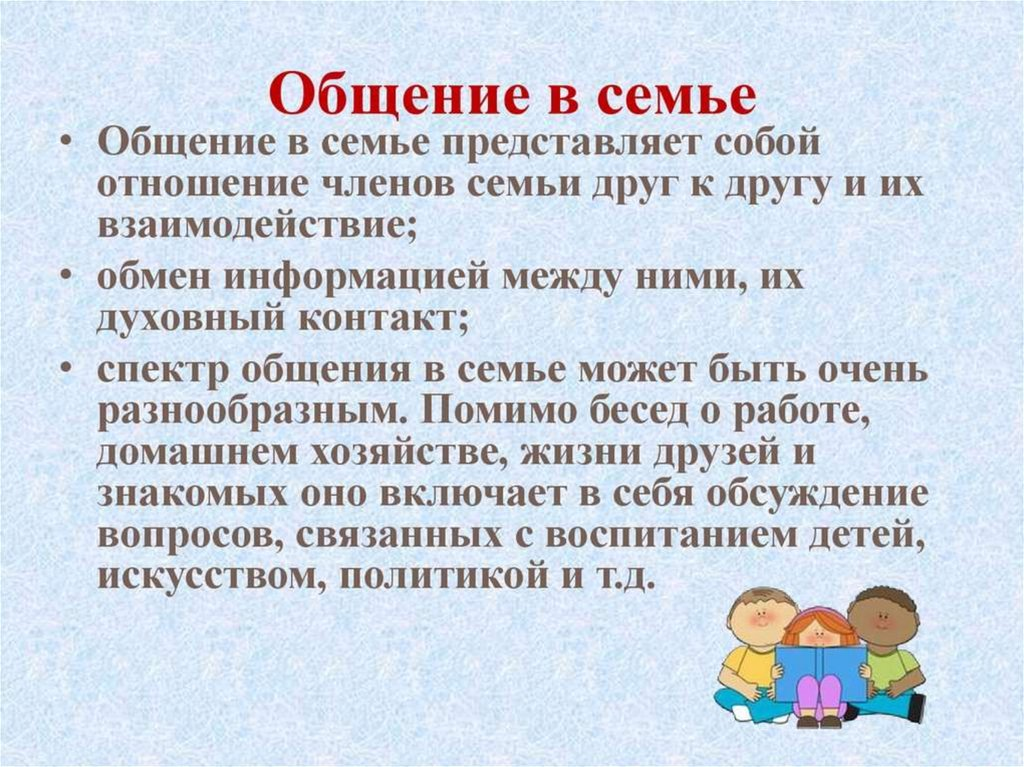 Общение в семье
• Общение в семье представляет собой
отношение членов семьи друг к другу и их
взаимодействие;
• обмен информацией между ними, их
духовный контакт;
• спектр общения в семье может быть очень
разнообразным. Помимо бесед о работе,
домашнем хозяйстве, жизни друзей и
знакомых оно включает в себя обсуждение
вопросов, связанных с воспитанием детей,
искусством, политикой и т.д.